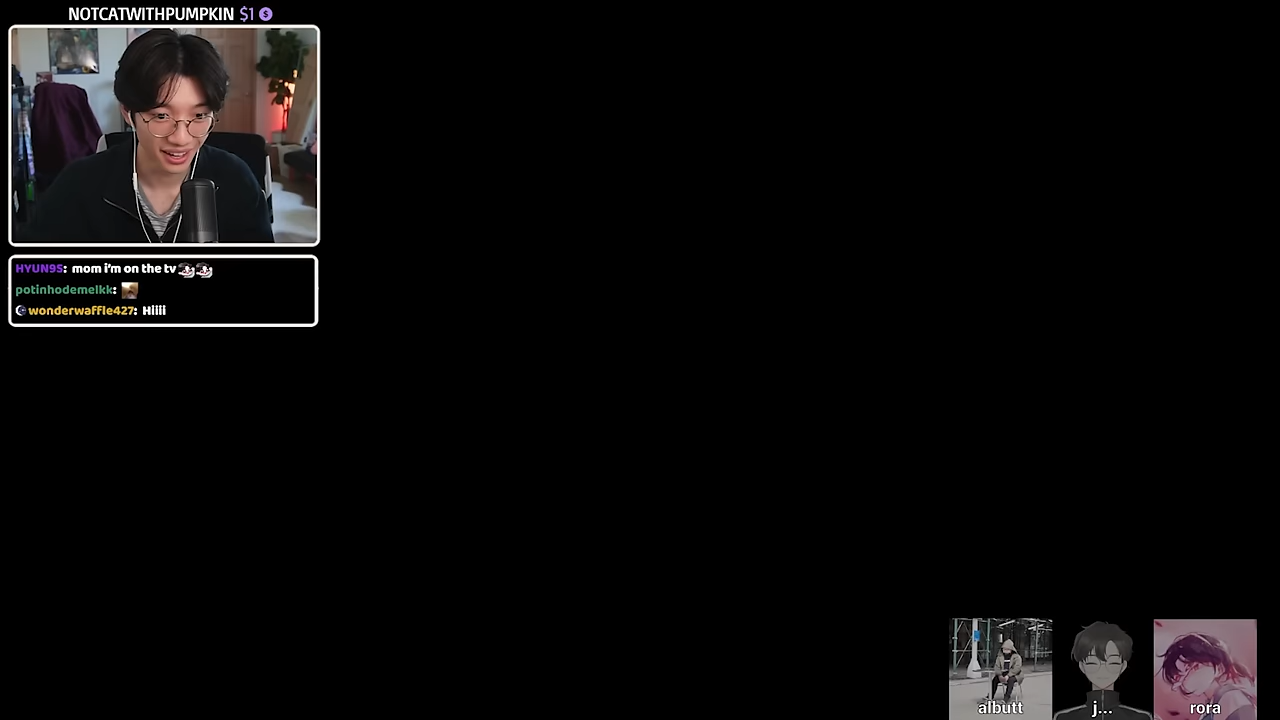 NOTCATWITHPUMPKIN $1
HYUN9S: mom i'm on the tv
potinhodemelkk:
wonderwaffle427: Hiiii
albutt
j...
rora